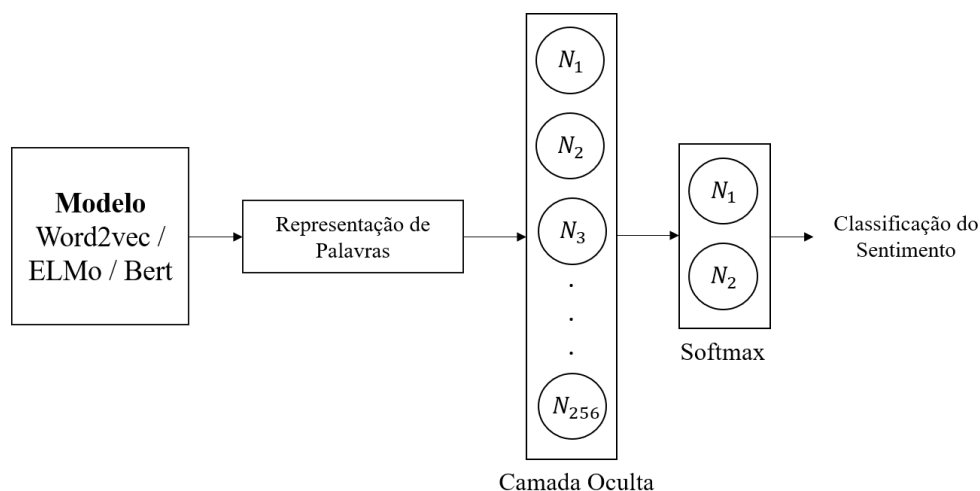 Modelo
Word2vec /
ELMo / Bert
Representação de
Palavras
N₁
N₂
N₃
.
.
.
N₂₅₆
Camada Oculta
N₁
N₂
Softmax
Classificação do
Sentimento